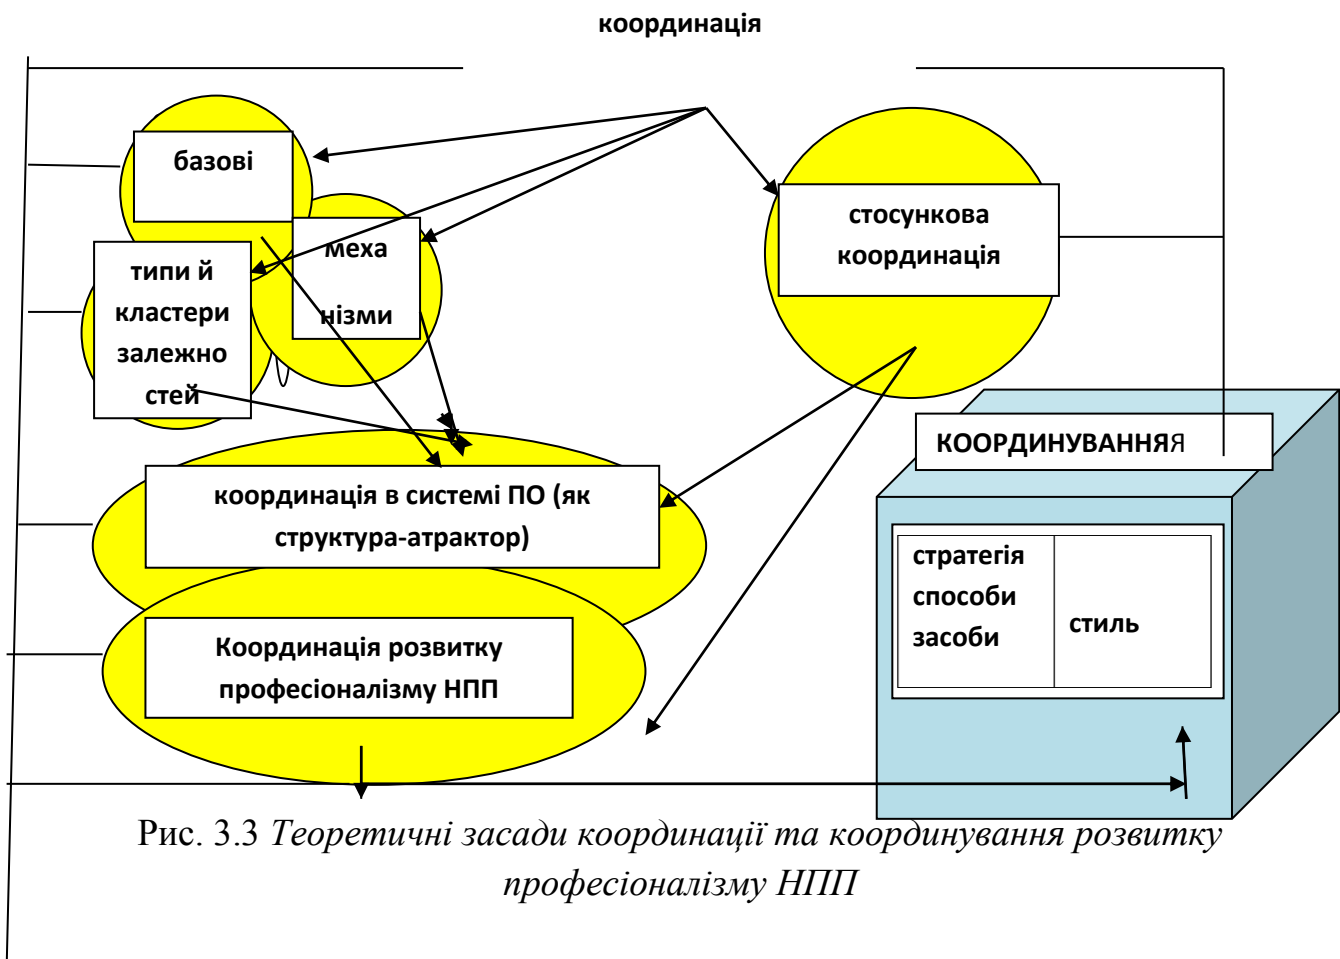 координація
базові
меха
нізми
типи й
кластери
залежно
стей
стосункова
координація
КООРДИНУВАННЯЯ
координація в системі ПО (як
структура-атрактор)
стратегія
способи
засоби
стиль
Координація розвитку
професіоналізму НПП
Рис. 3.3 Теоретичні засади координації та координування розвитку
професіоналізму НПП